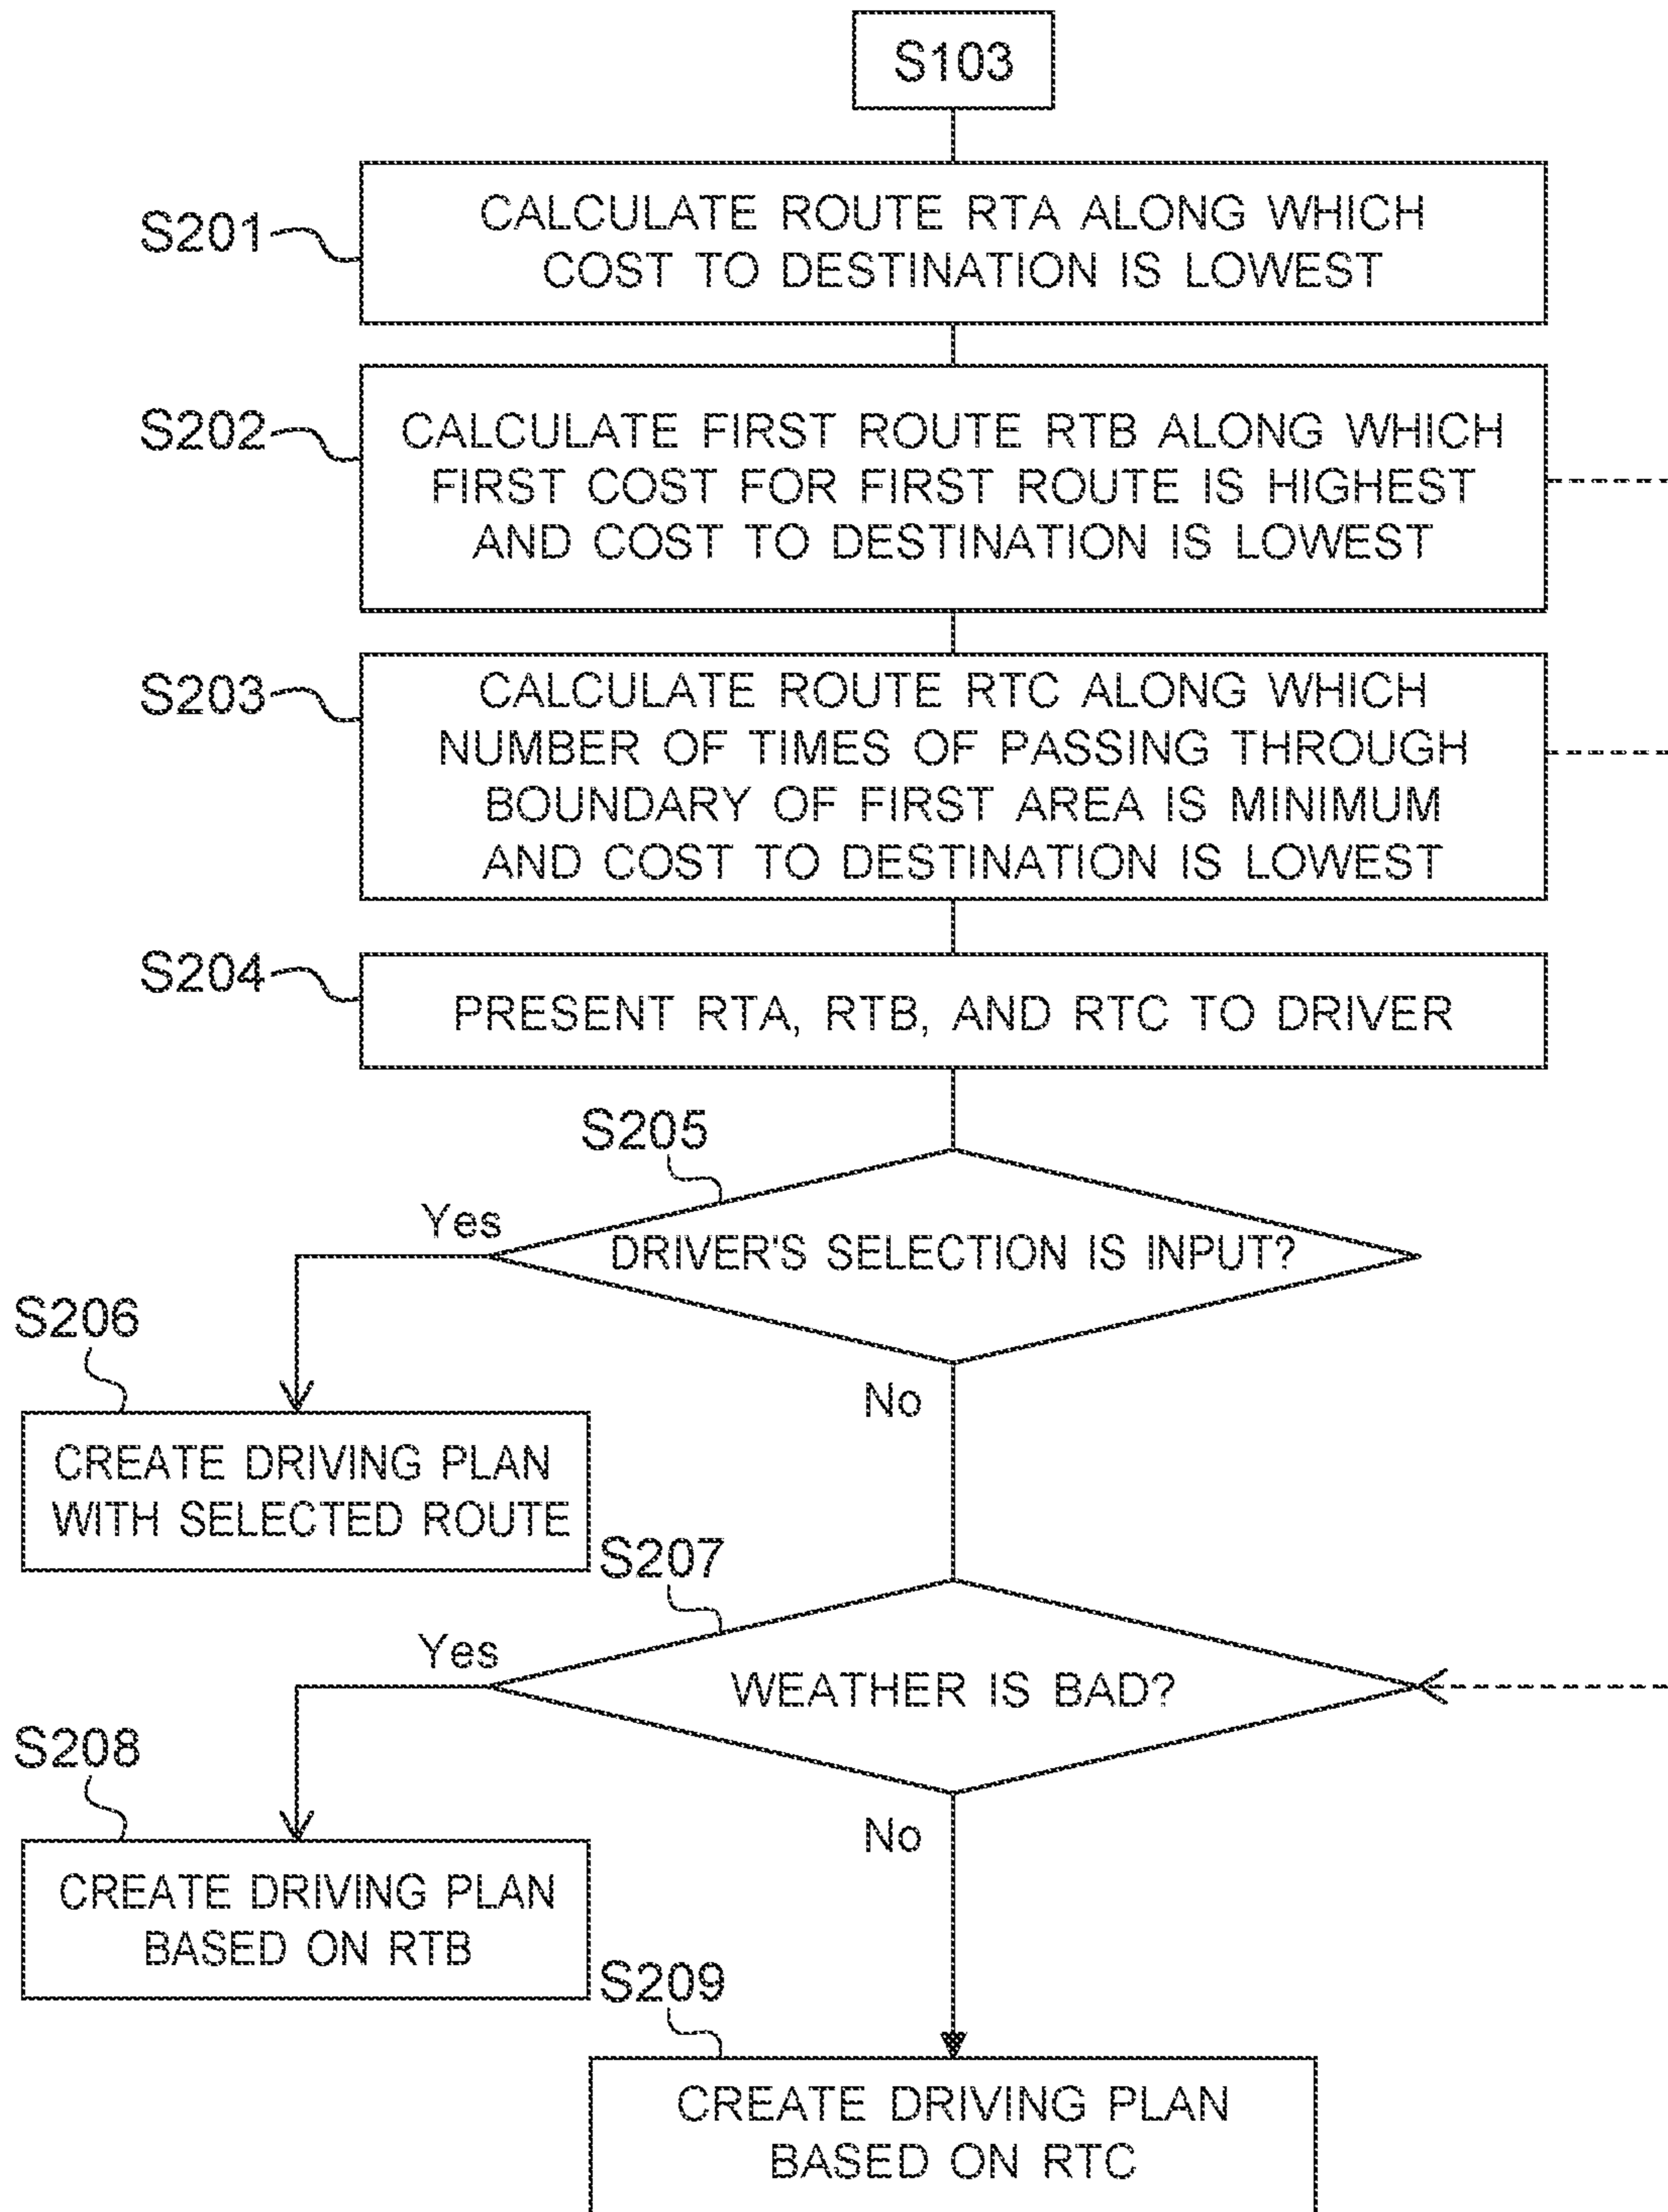 S103
S201
CALCULATE ROUTE RTA ALONG WHICH
COST TO DESTINATION IS LOWEST
S202
CALCULATE FIRST ROUTE RTB ALONG WHICH
FIRST COST FOR FIRST ROUTE IS HIGHEST
AND COST TO DESTINATION IS LOWEST
S203
CALCULATE ROUTE RTC ALONG WHICH
NUMBER OF TIMES OF PASSING THROUGH
BOUNDARY OF FIRST AREA IS MINIMUM
AND COST TO DESTINATION IS LOWEST
S204
PRESENT RTA, RTB, AND RTC TO DRIVER
S205
Yes
DRIVER'S SELECTION IS INPUT?
S206
No
CREATE DRIVING PLAN
WITH SELECTED ROUTE
S207
Yes
WEATHER IS BAD?
S208
No
CREATE DRIVING PLAN
BASED ON RTB
S209
CREATE DRIVING PLAN
BASED ON RTC